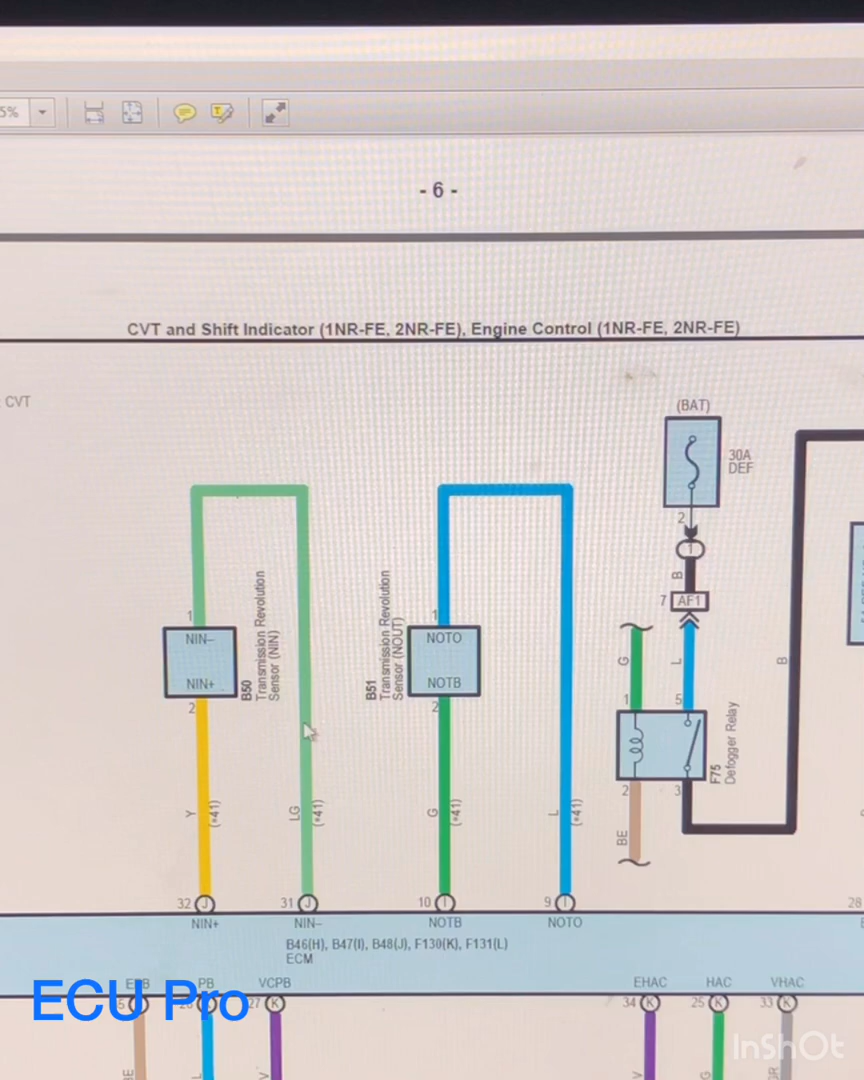 5%
- 6 -
CVT and Shift Indicator (1NR-FE, 2NR-FE), Engine Control (1NR-FE, 2NR-FE)
CVT
(BAT)
30A
DEF
2
1
B
7 AF1
1
NIN-
NIN+
2
B50
Transmission Revolution
Sensor (NIN)
B51
Transmission Revolution
Sensor (NOUT)
1
NOTO
NOTB
2
G
L
B
1
5
2
3
F75
Defogger Relay
BE
Y
(*41)
LG
(*41)
G
(*41)
L
(*41)
32 J
31 J
10 I
9 I
28
NIN+
NIN-
NOTB
NOTO
B46(H), B47(I), B48(J), F130(K), F131(L)
ECM
PB
VCPB
EHAC
HAC
VHAC
27 K
34 K
25 K
33 K
ECU Pro
BE
L
V
V
G
GR
InShOt